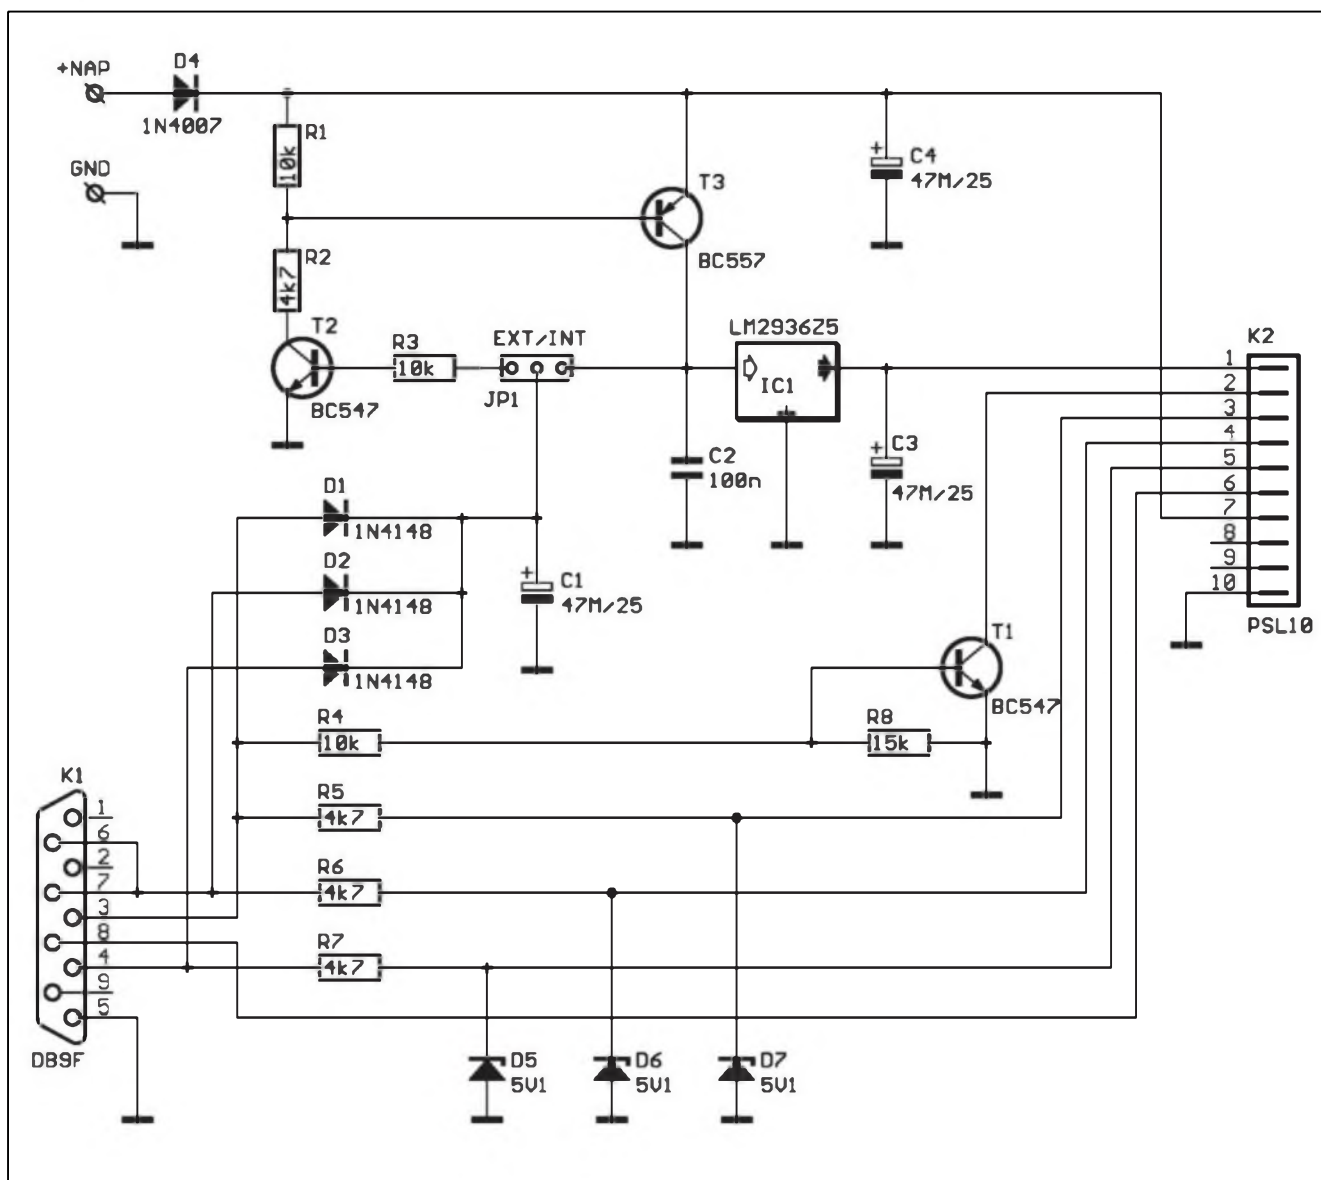 +NAP
D4
1N4007
GND
R1
10k
R2
4k7
T2
BC547
R3
10k
EXT/INT
JP1
T3
BC557
C4
47M/25
LM2936Z5
IC1
C2
100n
C3
47M/25
K2
1
2
3
4
5
6
7
8
9
10
PSL10
D1
1N4148
D2
1N4148
D3
1N4148
C1
47M/25
T1
BC547
R4
10k
R8
15k
R5
4k7
R6
4k7
R7
4k7
K1
1
6
2
7
3
8
4
9
5
DB9F
D5
5V1
D6
5V1
D7
5V1